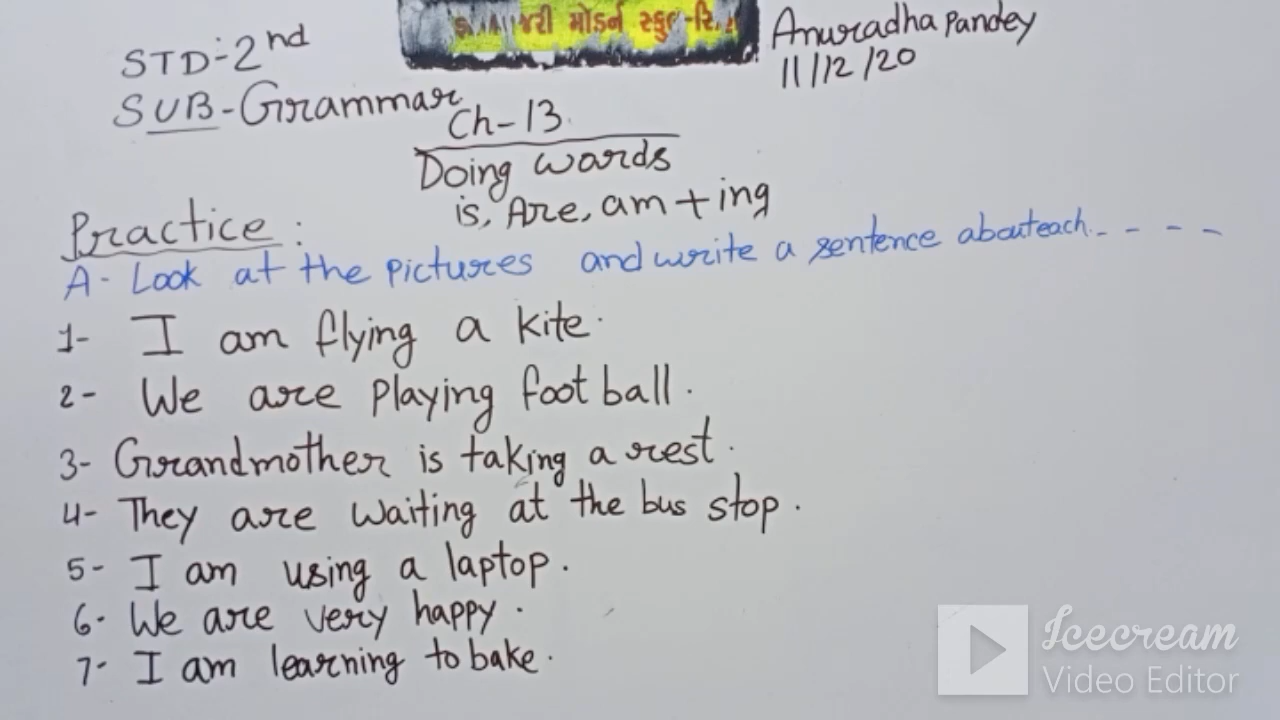 STD:-2nd
જરી મોડર્ન સ્કુલ-રિ
Anuradha pandey
11/12/20
SUB-Grammar
Ch-13
Doing words
is, Are, am + ing
Practice:
A- Look at the pictures and write a sentence about each. - - - -
1- I am flying a kite.
2- We are playing foot ball.
3- Grandmother is taking a rest.
4- They are waiting at the bus stop.
5- I am using a laptop.
6- We are very happy.
7- I am learning to bake.
Icecream
Video Editor